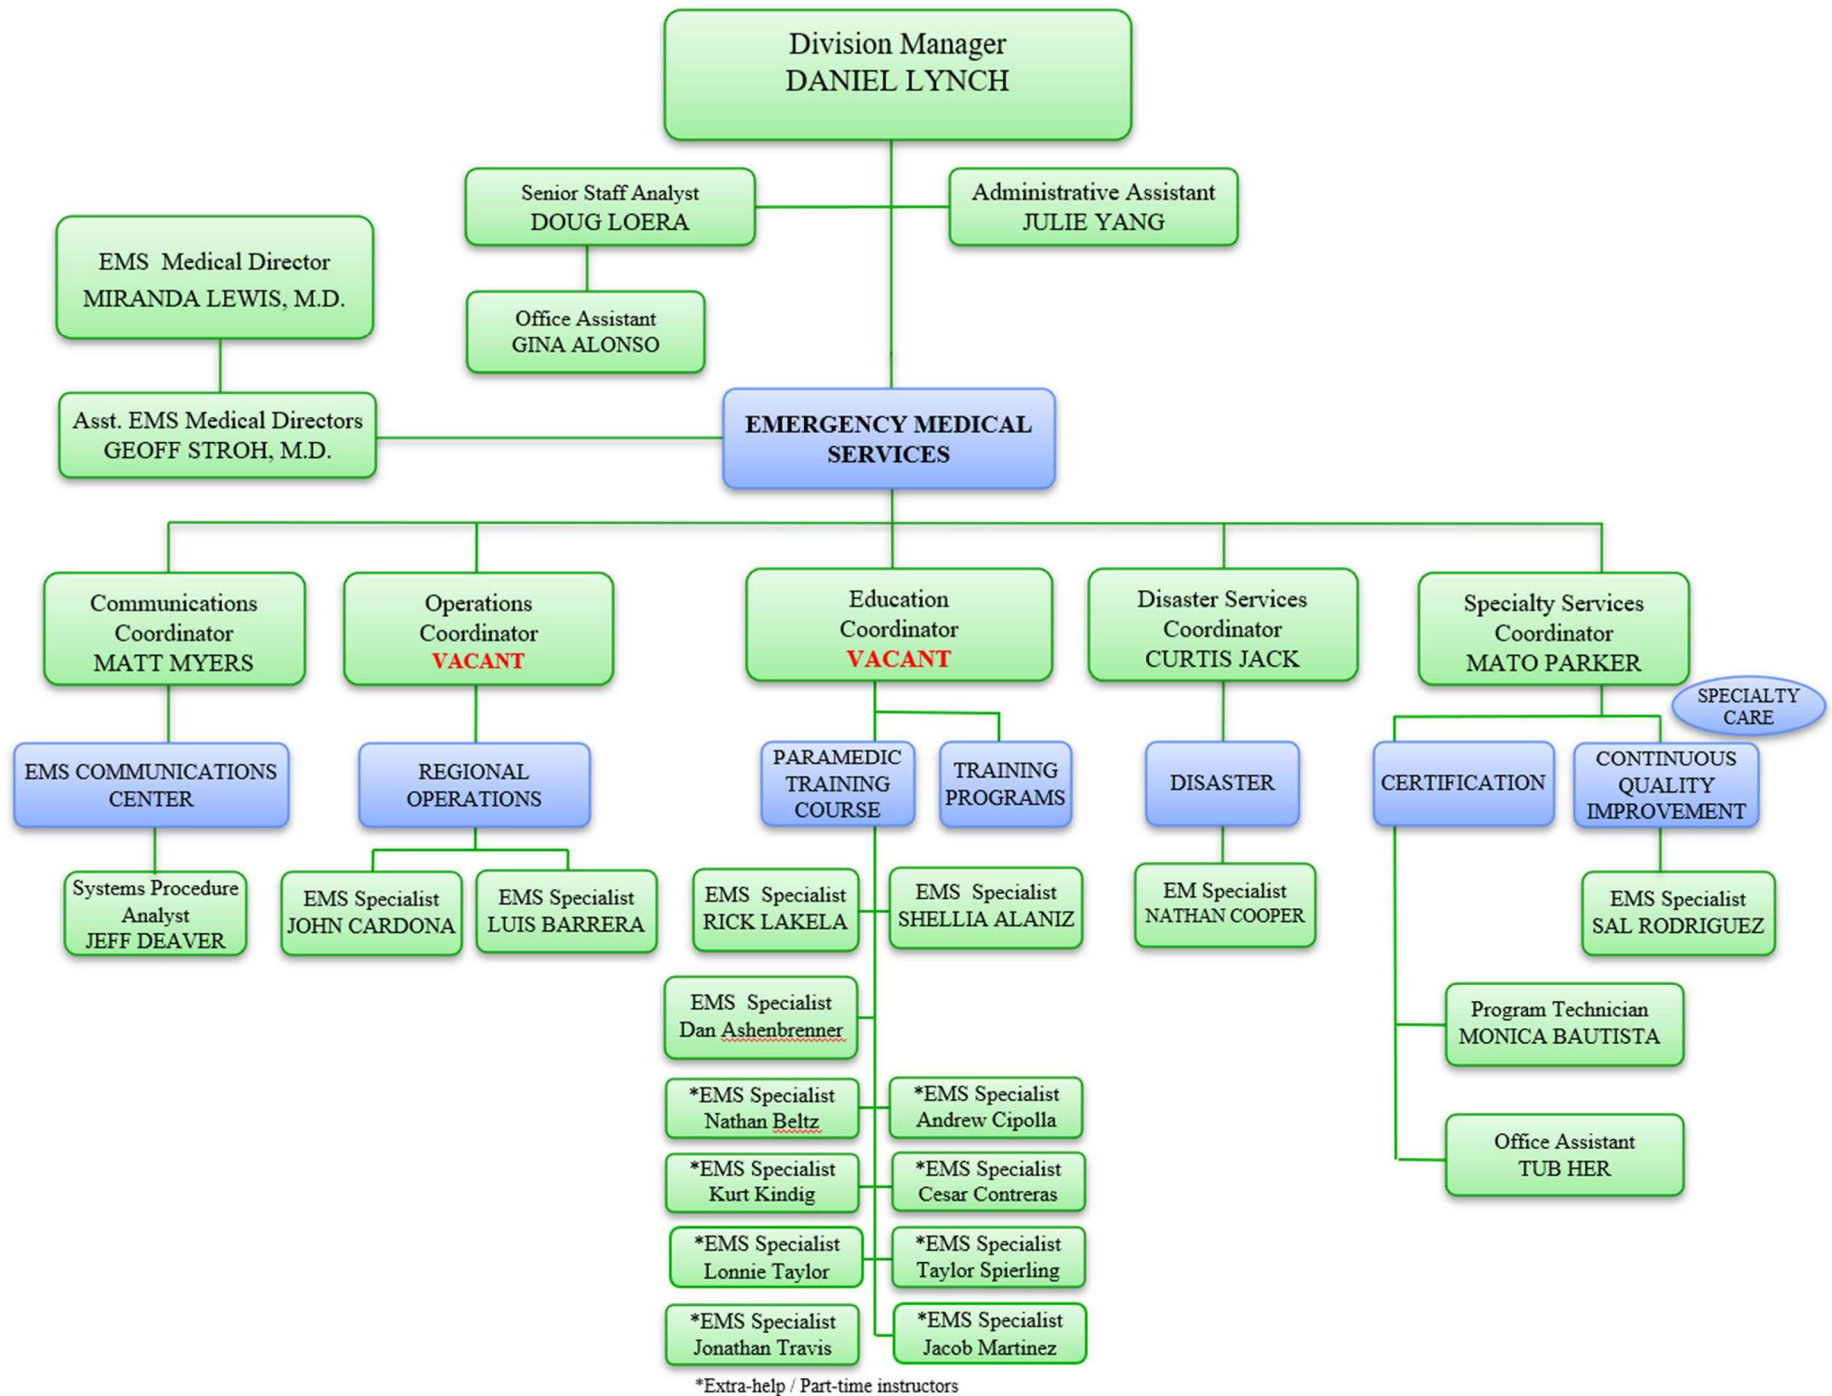 Division Manager
DANIEL LYNCH
Senior Staff Analyst
DOUG LOERA
Administrative Assistant
JULIE YANG
EMS Medical Director
MIRANDA LEWIS, M.D.
Office Assistant
GINA ALONSO
Asst. EMS Medical Directors
GEOFF STROH, M.D.
EMERGENCY MEDICAL
SERVICES
Communications
Coordinator
MATT MYERS
Operations
Coordinator
VACANT
Education
Coordinator
VACANT
Disaster Services
Coordinator
CURTIS JACK
Specialty Services
Coordinator
MATO PARKER
SPECIALTY
CARE
EMS COMMUNICATIONS
CENTER
REGIONAL
OPERATIONS
PARAMEDIC
TRAINING
COURSE
TRAINING
PROGRAMS
DISASTER
CERTIFICATION
CONTINUOUS
QUALITY
IMPROVEMENT
Systems Procedure
Analyst
JEFF DEAVER
EMS Specialist
JOHN CARDONA
EMS Specialist
LUIS BARRERA
EMS Specialist
RICK LAKELA
EMS Specialist
SHELLIA ALANIZ
EM Specialist
NATHAN COOPER
EMS Specialist
SAL RODRIGUEZ
EMS Specialist
Dan Ashenbrenner
Program Technician
MONICA BAUTISTA
*EMS Specialist
Nathan Beltz
*EMS Specialist
Andrew Cipolla
Office Assistant
TUB HER
*EMS Specialist
Kurt Kindig
*EMS Specialist
Cesar Contreras
*EMS Specialist
Lonnie Taylor
*EMS Specialist
Taylor Spierling
*EMS Specialist
Jonathan Travis
*EMS Specialist
Jacob Martinez
*Extra-help / Part-time instructors